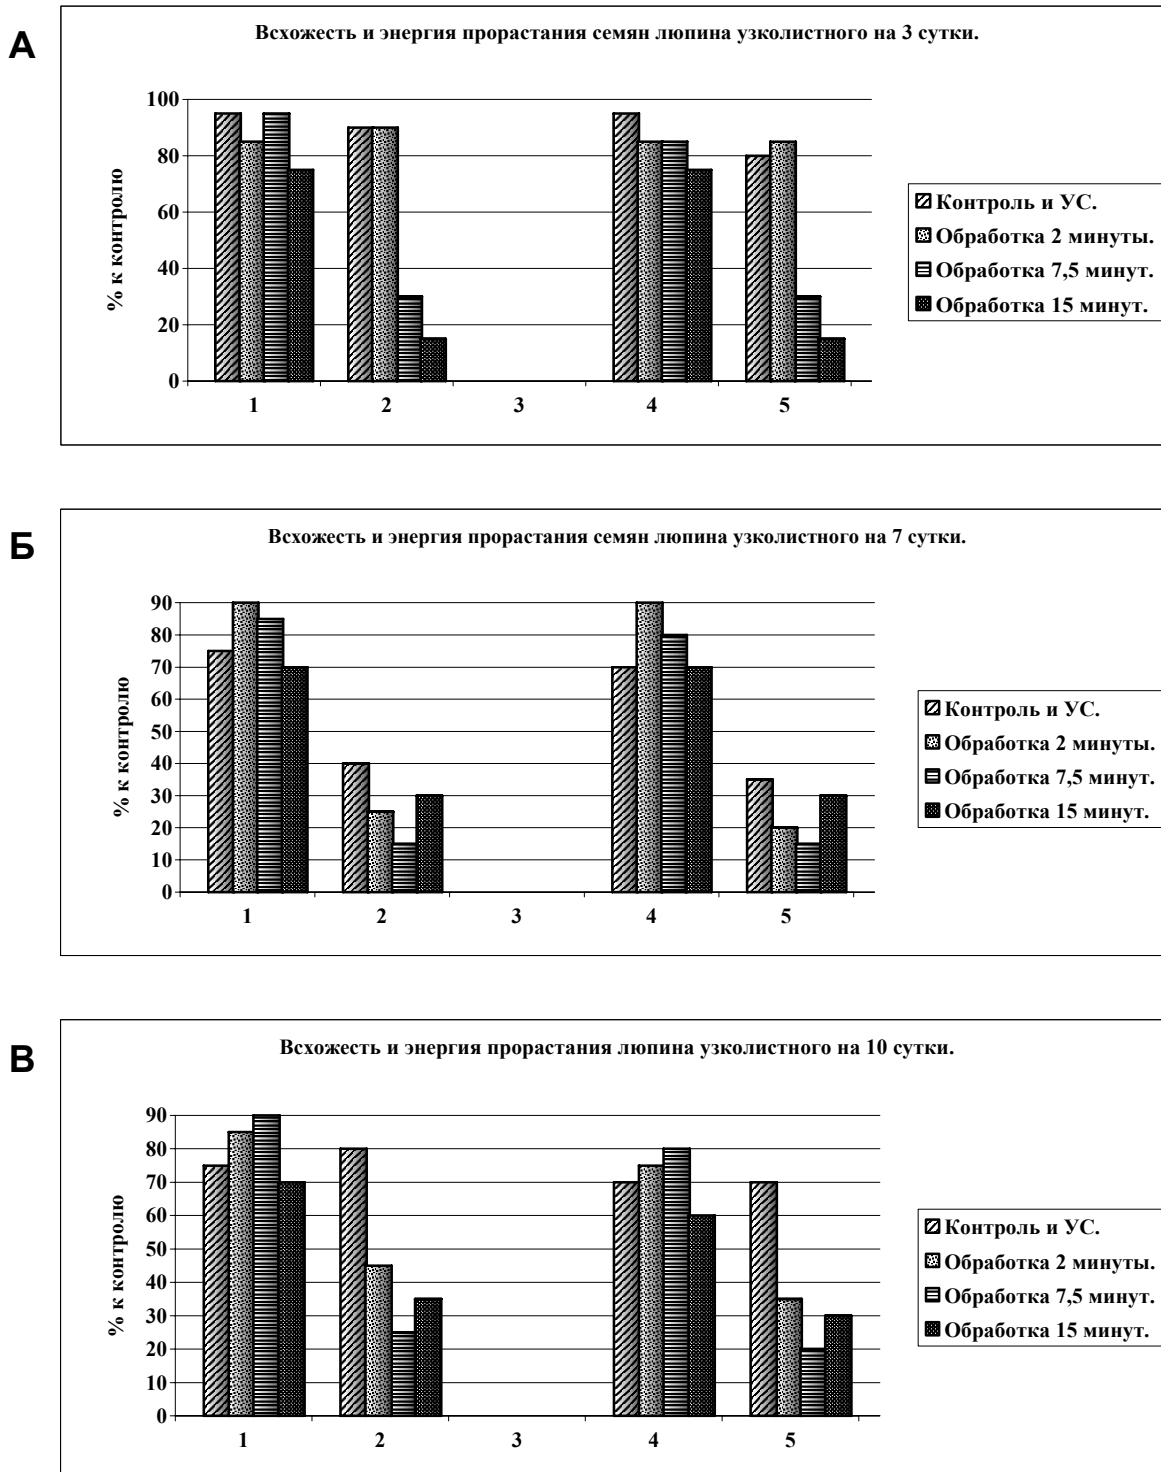 А
Всхожесть и энергия прорастания семян люпина узколистного на 3 сутки.
% к контролю
100
80
60
40
20
0
1 2 3 4 5
Контроль и УС.
Обработка 2 минуты.
Обработка 7,5 минут.
Обработка 15 минут.
Б
Всхожесть и энергия прорастания семян люпина узколистного на 7 сутки.
% к контролю
90
80
70
60
50
40
30
20
10
0
1 2 3 4 5
Контроль и УС.
Обработка 2 минуты.
Обработка 7,5 минут.
Обработка 15 минут.
В
Всхожесть и энергия прорастания люпина узколистного на 10 сутки.
% к контролю
90
80
70
60
50
40
30
20
10
0
1 2 3 4 5
Контроль и УС.
Обработка 2 минуты.
Обработка 7,5 минут.
Обработка 15 минут.